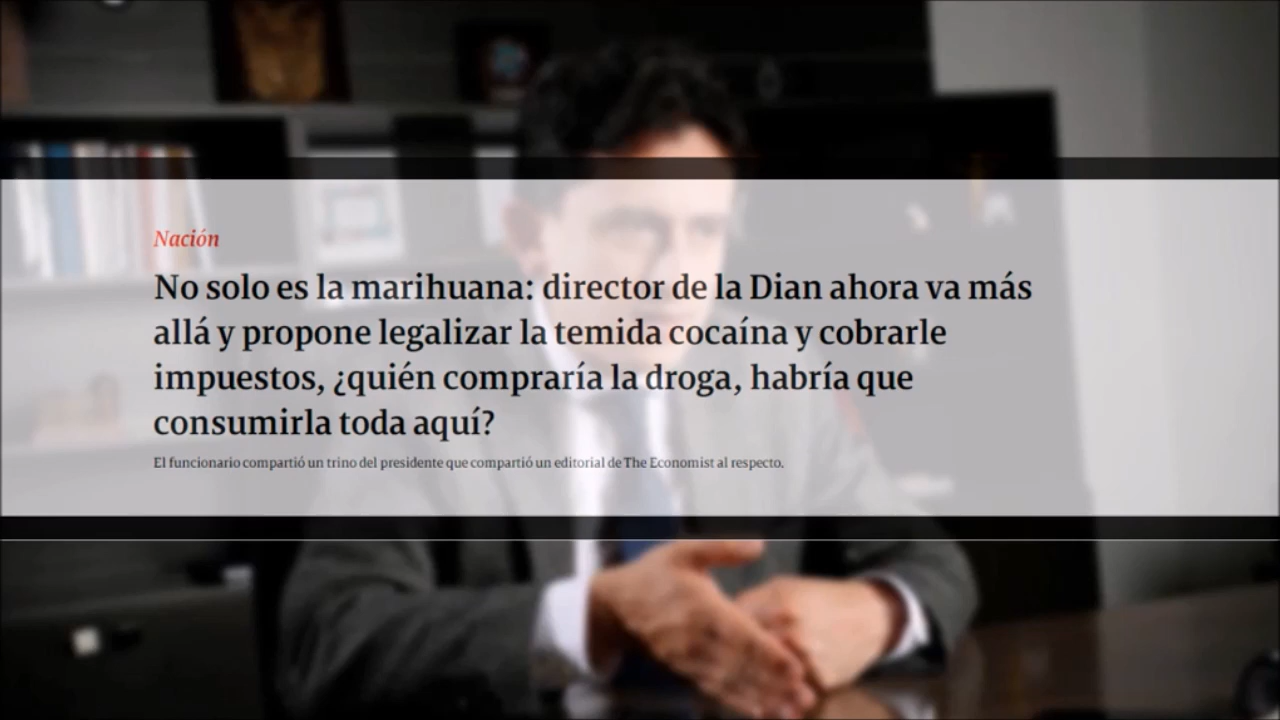 Nación
No solo es la marihuana: director de la Dian ahora va más
allá y propone legalizar la temida cocaína y cobrarle
impuestos, ¿quién compraría la droga, habría que
consumirla toda aquí?
El funcionario compartió un trino del presidente que compartió un editorial de The Economist al respecto.